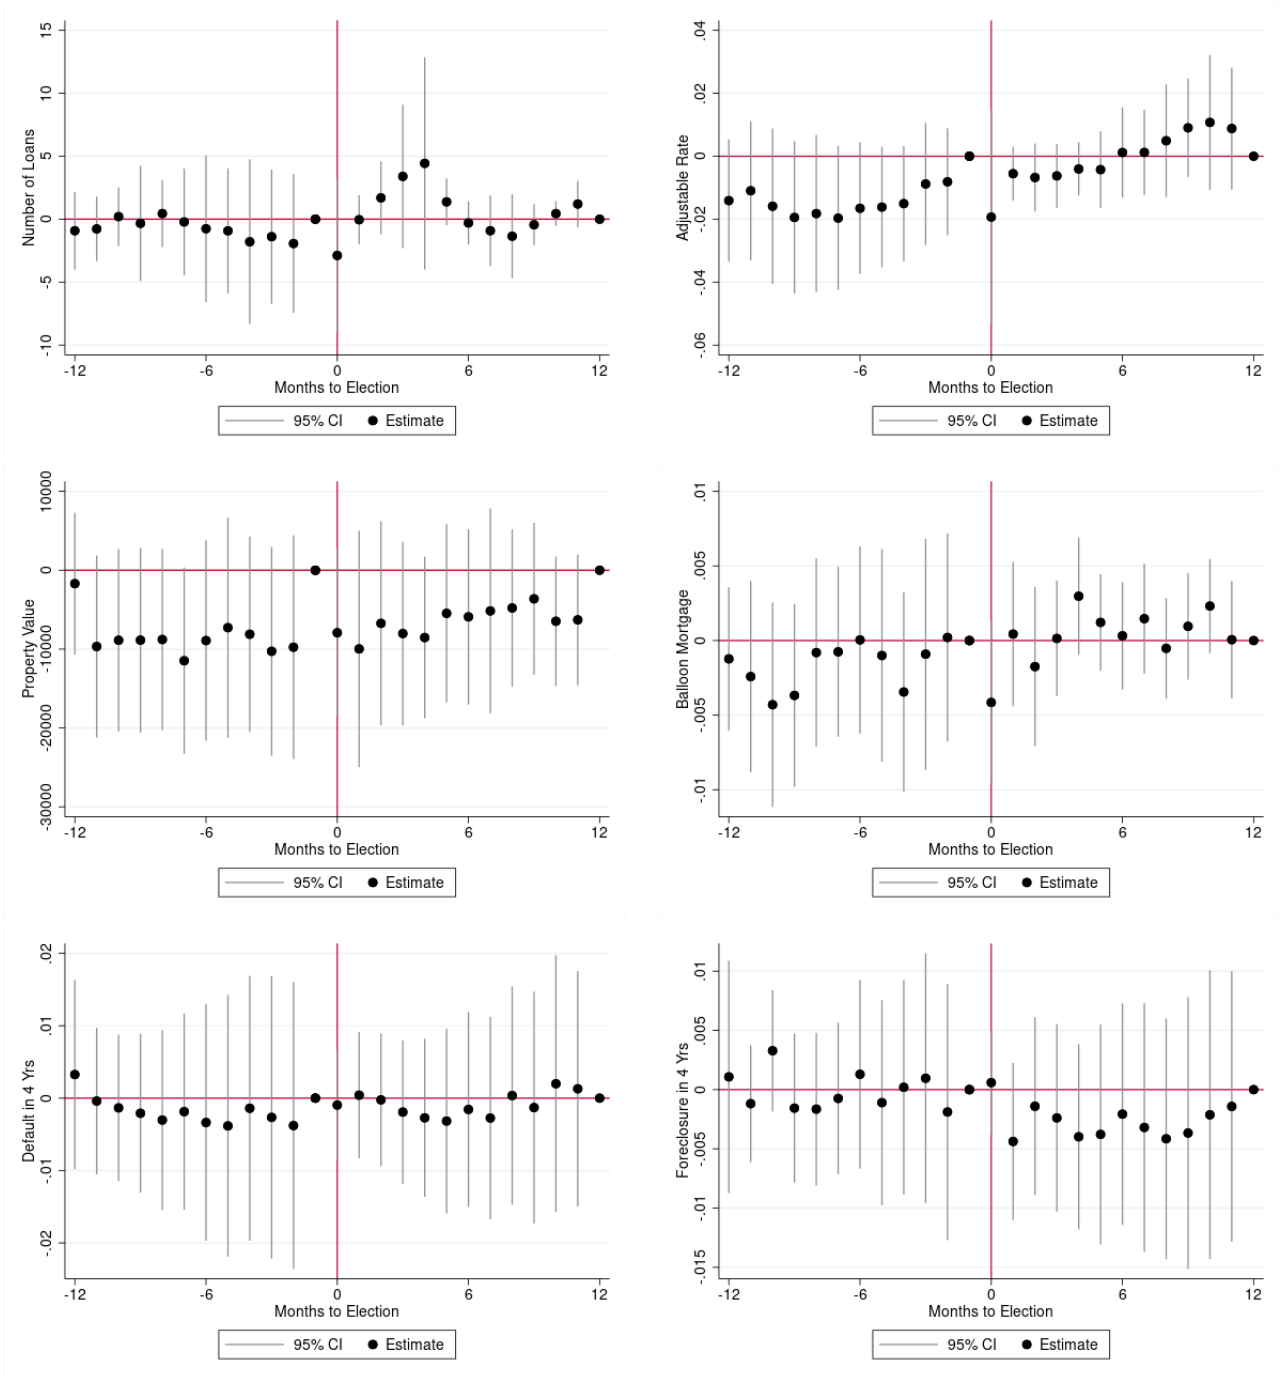 Number of Loans
15
10
5
0
-5
-10
-12 -6 0 6 12
Months to Election
95% CI Estimate
Adjustable Rate
.04
.02
0
-.02
-.04
-.06
-12 -6 0 6 12
Months to Election
95% CI Estimate
Property Value
10000
0
-10000
-20000
-30000
-12 -6 0 6 12
Months to Election
95% CI Estimate
Balloon Mortgage
.01
.005
0
-.005
-.01
-12 -6 0 6 12
Months to Election
95% CI Estimate
Default in 4 Yrs
.02
.01
0
-.01
-.02
-12 -6 0 6 12
Months to Election
95% CI Estimate
Foreclosure in 4 Yrs
.01
.005
0
-.005
-.01
-.015
-12 -6 0 6 12
Months to Election
95% CI Estimate